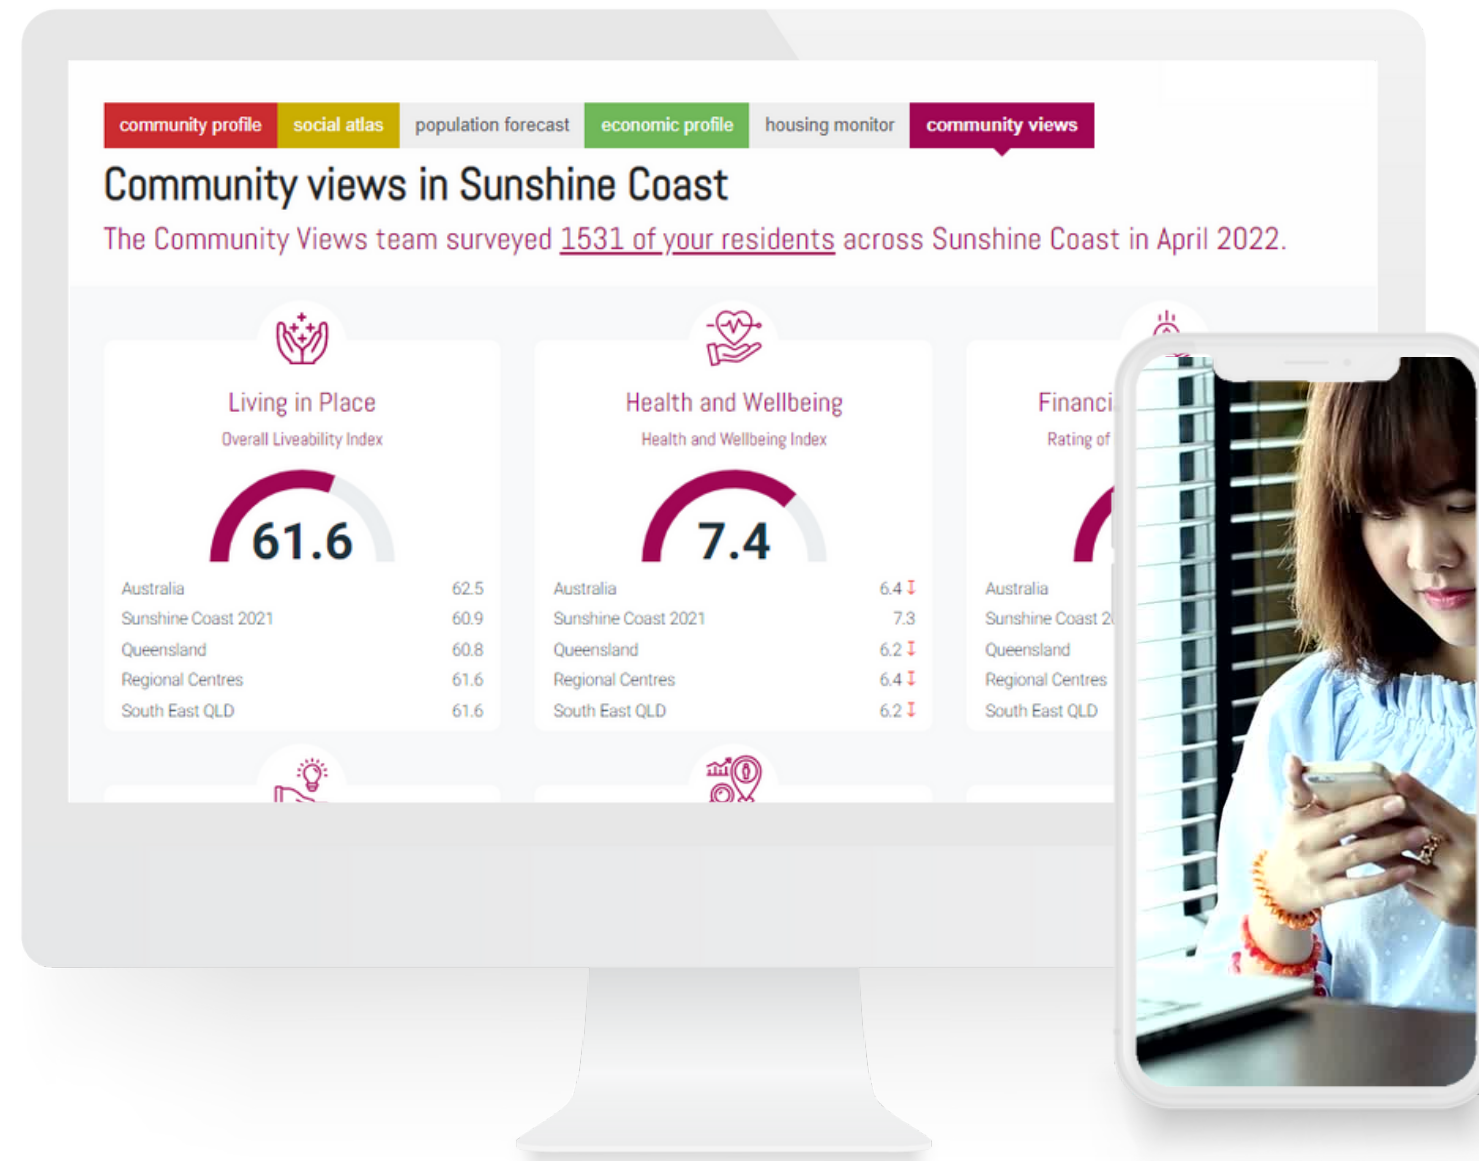 community profile social atlas population forecast economic profile housing monitor community views
Community views in Sunshine Coast
The Community Views team surveyed 1531 of your residents across Sunshine Coast in April 2022.
Living in Place
Overall Liveability Index
61.6
Australia 62.5
Sunshine Coast 2021 60.9
Queensland 60.8
Regional Centres 61.6
South East QLD 61.6
Health and Wellbeing
Health and Wellbeing Index
7.4
Australia 6.4
Sunshine Coast 2021 7.3
Queensland 6.2
Regional Centres 6.4
South East QLD 6.2
Rating of
Australia
Sunshine Coast
Queensland
Regional Centres
South East QLD